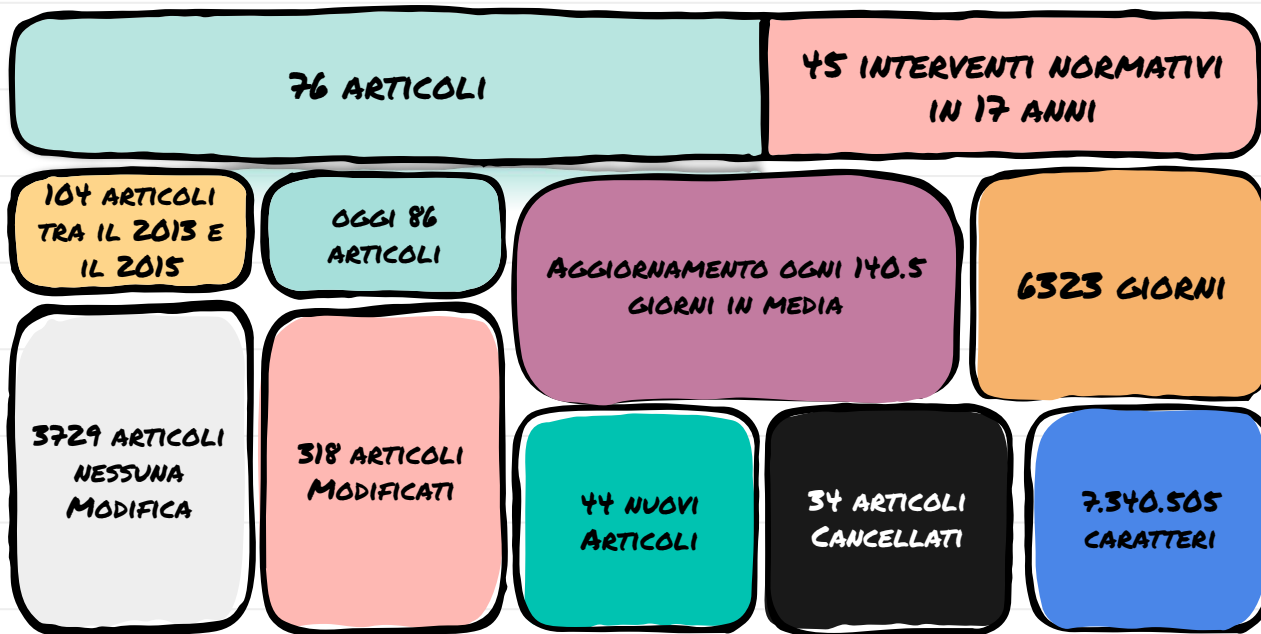 76 ARTICOLI
45 INTERVENTI NORMATIVI
IN 17 ANNI
104 ARTICOLI
TRA IL 2013 E
IL 2015
OGGI 86
ARTICOLI
AGGIORNAMENTO OGNI 140.5
GIORNI IN MEDIA
6323 GIORNI
3729 ARTICOLI
NESSUNA
MODIFICA
318 ARTICOLI
MODIFICATI
44 NUOVI
ARTICOLI
34 ARTICOLI
CANCELLATI
7.340.505
CARATTERI